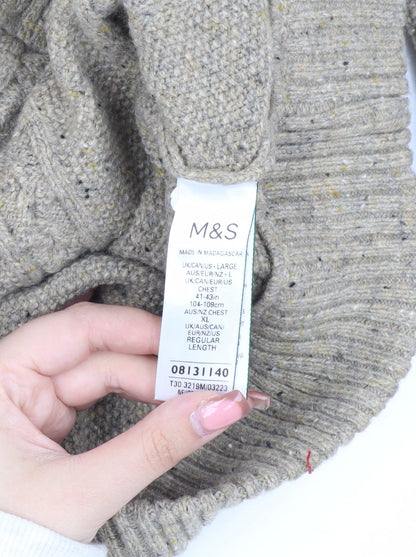 M&S
MADE IN MADAGASCAR
UK/CAN/US - LARGE
AUS/EUR/NZ - L
UK/CAN/EUR/US
CHEST
41-43in
104-109cm
AUS/NZ CHEST
XL
UK/AUS/CAN/
EUR/NZ/US
REGULAR
LENGTH
08131140
T30 3219M/03223